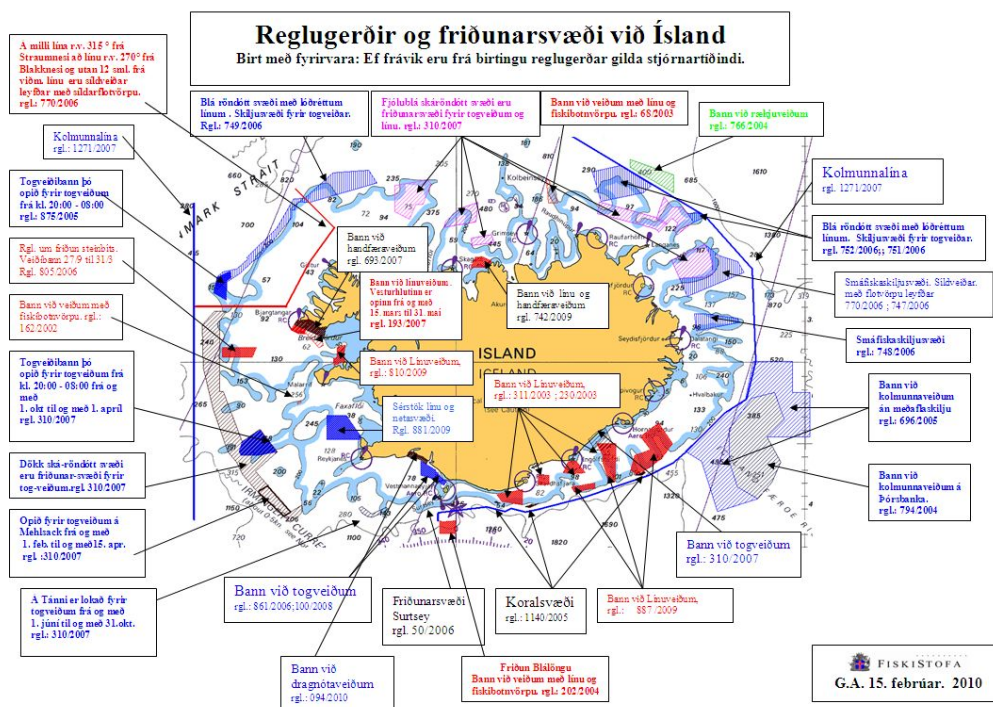 Reglugerðir og friðunarsvæði við Ísland
Birt með fyrirvara: Ef frávik eru frá birtingu reglugerðar gilda stjórnartíðindi.
Á milli lína r.v. 315 ° frá
Straumnesi að línu r.v. 270° frá
Blakknesi og utan 12 sml. frá
viðm. línu eru síldveiðar
leyfðar með síldarflotvörpu.
rgl.: 770/2006
Blá röndótt svæði með lóðréttum
línum . Skiljusvæði fyrir togveiðar.
Rgl.: 749/2006
Fjólublá skáröndótt svæði eru
friðunarsvæði fyrir togveiðum og
línu. rgl.: 310/2007
Bann við veiðum með línu og
fiskibotnvörpu. rgl.: 68/2003
Bann við rækjuveiðum
rgl.: 766/2004
Kolmunnalína
rgl.: 1271/2007
Togveiðibann þó
opið fyrir togveiðum
frá kl. 20:00 - 08:00
rgl.: 875/2005
Rgl. um friðun steinbíts.
Veiðibann 27/9 til 31/3
Rgl. 805/2006
Bann við veiðum með
fiskibotnvörpu. rgl.:
162/2002
Togveiðibann þó
opið fyrir togveiðum frá
kl. 20:00 - 08:00 frá og
með
1. okt til og með 1. apríl
rgl. 310/2007
Dökk ská-röndótt svæði
eru friðunar-svæði fyrir
tog-veiðum.rgl 310/2007
Opið fyrir togveiðum á
Mehlsack frá og með
1. feb. til og með15. apr.
rgl. :310/2007
Á Tánni er lokað fyrir
togveiðum frá og með
1. júní til og með 31.okt.
rgl.: 310/2007
Bann við
handfæraveiðum
rgl. 693/2007
Bann við línuveiðum.
Vesturhlutinn er
opinn frá og með
15. mars til 31. maí
rgl. 193/2007
Bann við línu og
handfæraveiðum
rgl. 742/2009
Bann við Línuveiðum,
rgl.: 810/2009
ISLAND
Bann við Línuveiðum,
rgl.: 311/2003 ; 230/2003
Sérstök línu og
netasvæði.
Rgl. 881/2009
Kolmunnalína
rgl. 1271/2007
Blá röndótt svæði með lóðréttum
línum. Skiljusvæði fyrir togveiðar.
rgl. 752/2006;; 751/2006
Smáfiskaskiljusvæði. Síldveiðar.
með flotvörpu leyfðar
770/2006 ; 747/2006
Smáfiskaskiljusvæði
rgl.: 748/2006
Bann við
kolmunnaveiðum
án meðaflaskilju
rgl.: 696/2005
Bann við
kolmunnaveiðum á
Þórsbanka.
rgl.: 794/2004
Bann við togveiðum
rgl.: 310/2007
Bann við togveiðum
rgl.: 861/2006;100/2008
Friðunarsvæði
Surtsey
rgl. 50/2006
Koralsvæði
rgl.: 1140/2005
Bann við Línuveiðum,
rgl.: 887/2009
Bann við
dragnótaveiðum
rgl.: 094/2010
Friðun Blálöngu
Bann við veiðum með línu og
fiskibotnvörpu. rgl.: 202/2004
FISKISTOFA
G.A. 15. febrúar. 2010
STRAIT
Kolbeinsey
Grímsey
Raufarhöfn
Langanes
Seydisfjördur
Hvalbakur
Faxaflói
Malarrif
Bjargtangar